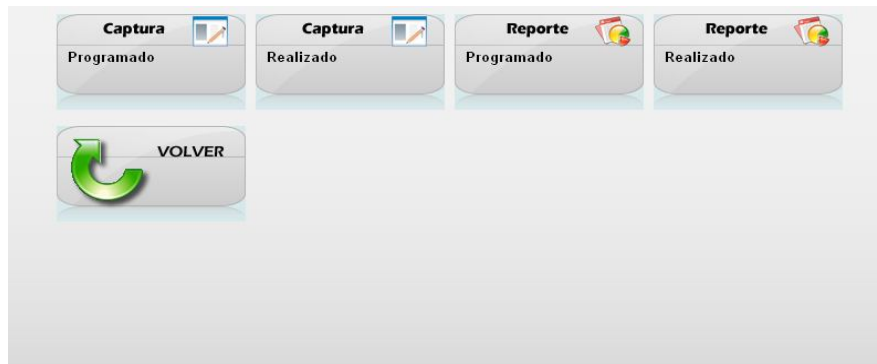 Captura
Programado
Captura
Realizado
Reporte
Programado
Reporte
Realizado
VOLVER